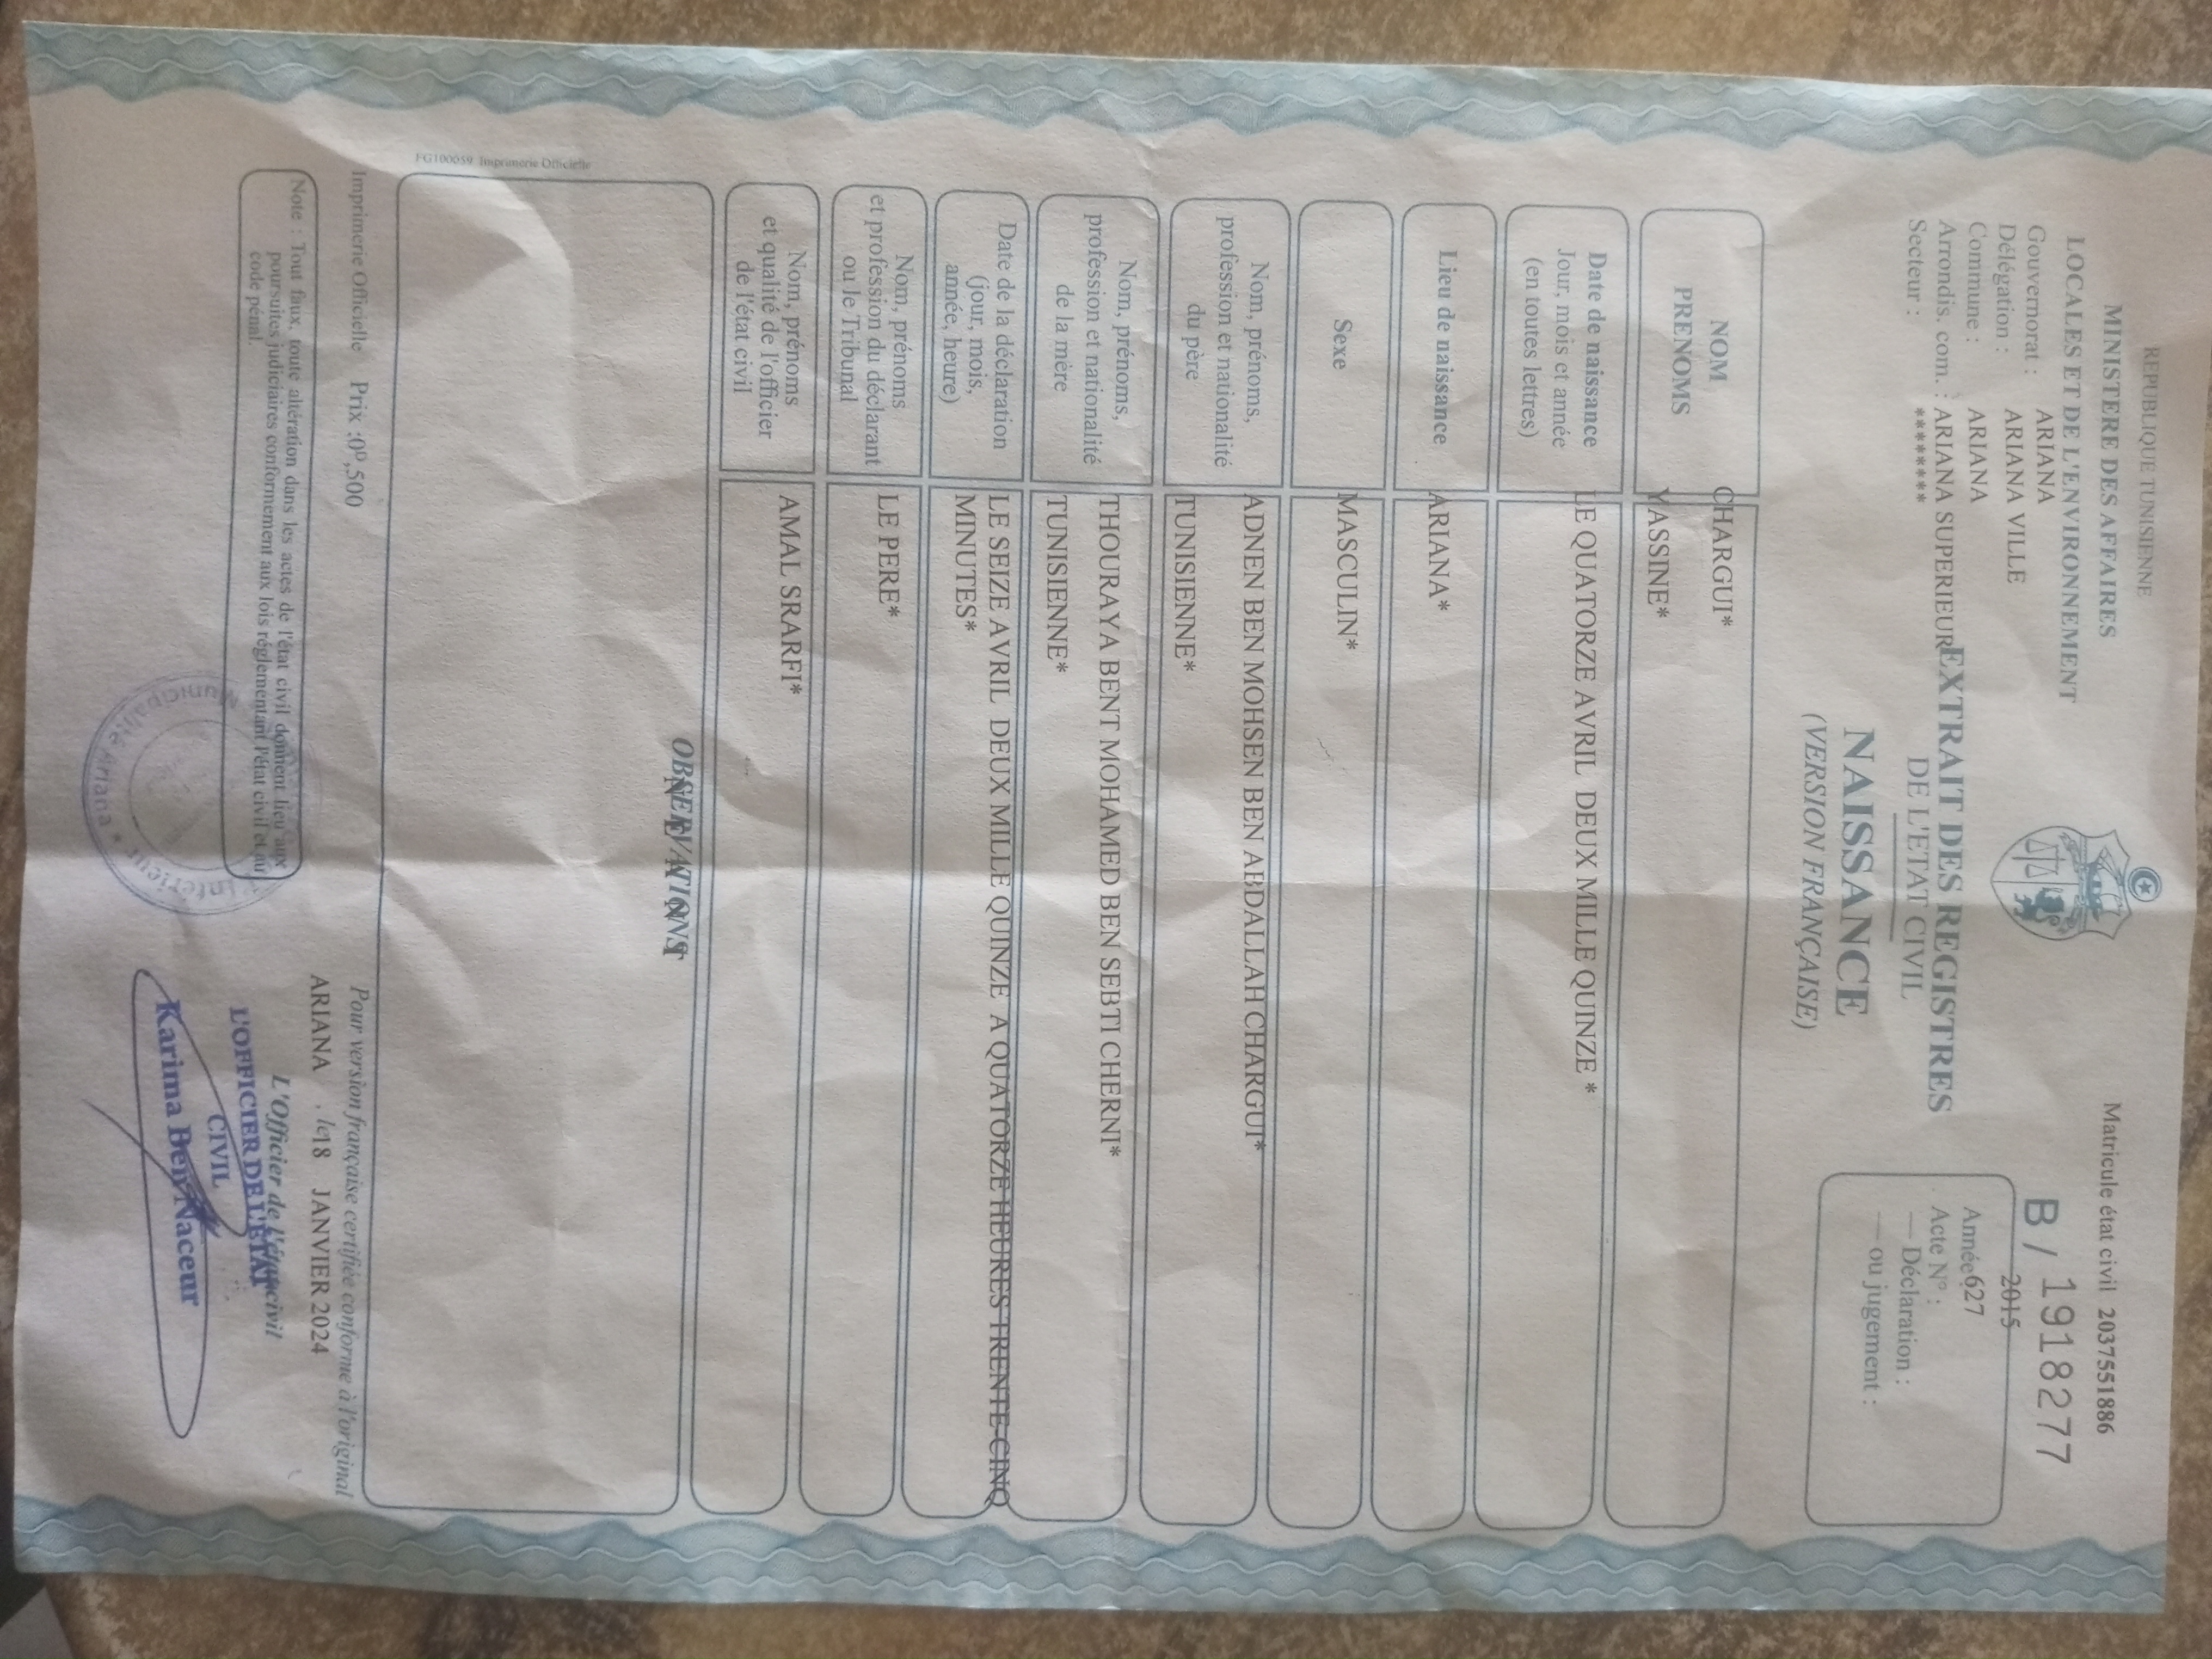 REPUBLIQUE TUNISIENNE
MINISTERE DES AFFAIRES
LOCALES ET DE L'ENVIRONNEMENT
Gouvernorat : ARIANA
Délégation : ARIANA VILLE
Commune : ARIANA
Arrondis. com. : ARIANA SUPERIEUR
Secteur : ********
Matricule état civil 2037551886
B/ 1918277
2015
Année 627
Acte N° :
— Déclaration :
— ou jugement :
EXTRAIT DES REGISTRES
DE L'ETAT CIVIL
NAISSANCE
(VERSION FRANÇAISE)
NOM CHARGUI*
PRENOMS YASSINE*
Date de naissance
Jour, mois et année
(en toutes lettres)
LE QUATORZE AVRIL DEUX MILLE QUINZE *
Lieu de naissance
ARIANA*
Sexe
MASCULIN*
Nom, prénoms,
profession et nationalité
du père
ADNEN BEN MOHSEN BEN ABDALLAH CHARGUI*
TUNISIENNE*
Nom, prénoms,
profession et nationalité
de la mère
THOURAYA BENT MOHAMED BEN SEBTI CHERNI*
TUNISIENNE*
Date de la déclaration
(jour, mois,
année, heure)
LE SEIZE AVRIL DEUX MILLE QUINZE A QUATORZE HEURES TRENTE-CINQ
MINUTES*
Nom, prénoms
et profession du déclarant
ou le Tribunal
LE PERE*
Nom, prénoms
et qualité de l'officier
de l'état civil
AMAL SRARFI*
OBSERVATIONS
N E A N T
FG100059 Imprimerie Officielle
Imprimerie Officielle Prix :0ᴰ,500
Note : Tout faux, toute altération dans les actes de l'état civil donnent lieu aux
poursuites judiciaires conformement aux lois réglementant l'état civil et au
code pénal.
Pour version française certifiée conforme à l'original
ARIANA , le 18 JANVIER 2024
L'Officier de l'état civil
L'OFFICIER DE L'ETAT
CIVIL
Karima Ben Naceur
Municipalité Ariana * Intérieur